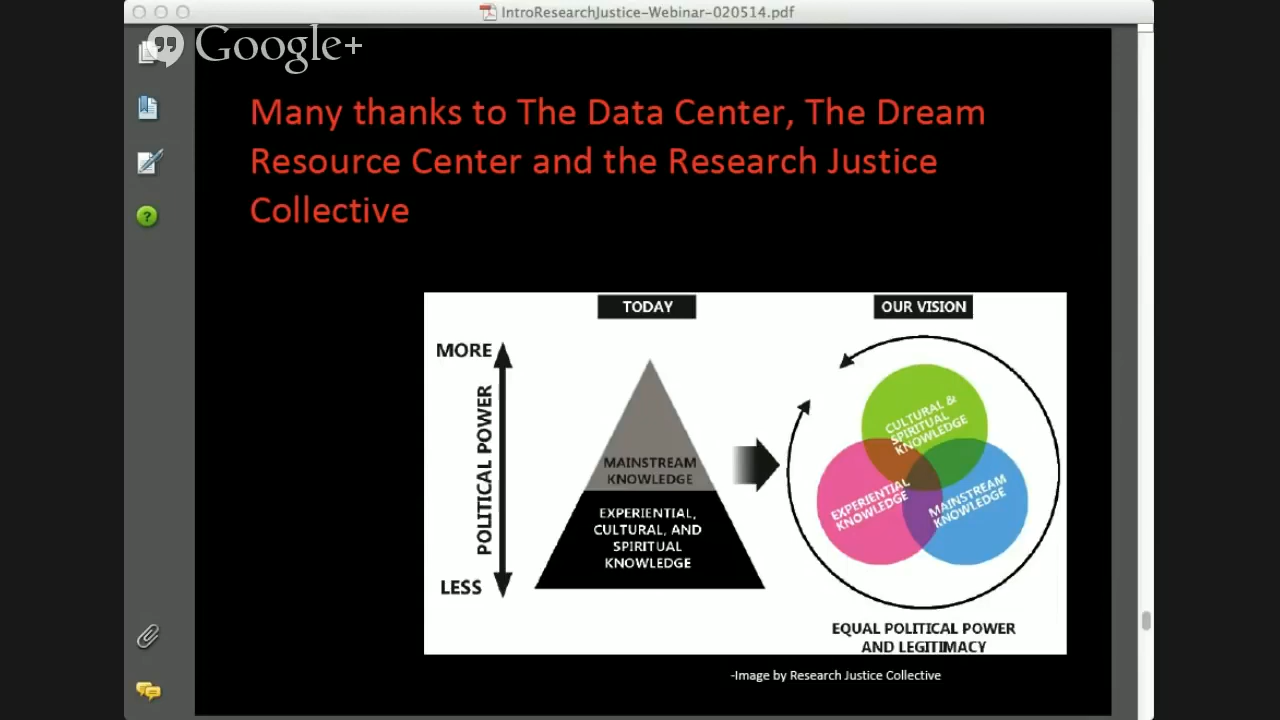 IntroResearchJustice-Webinar-020514.pdf
Google+
Many thanks to The Data Center, The Dream
Resource Center and the Research Justice
Collective
TODAY
OUR VISION
MORE
POLITICAL POWER
LESS
MAINSTREAM
KNOWLEDGE
EXPERIENTIAL,
CULTURAL, AND
SPIRITUAL
KNOWLEDGE
CULTURAL &
SPIRITUAL
KNOWLEDGE
EXPERIENTIAL
KNOWLEDGE
MAINSTREAM
KNOWLEDGE
EQUAL POLITICAL POWER
AND LEGITIMACY
-Image by Research Justice Collective